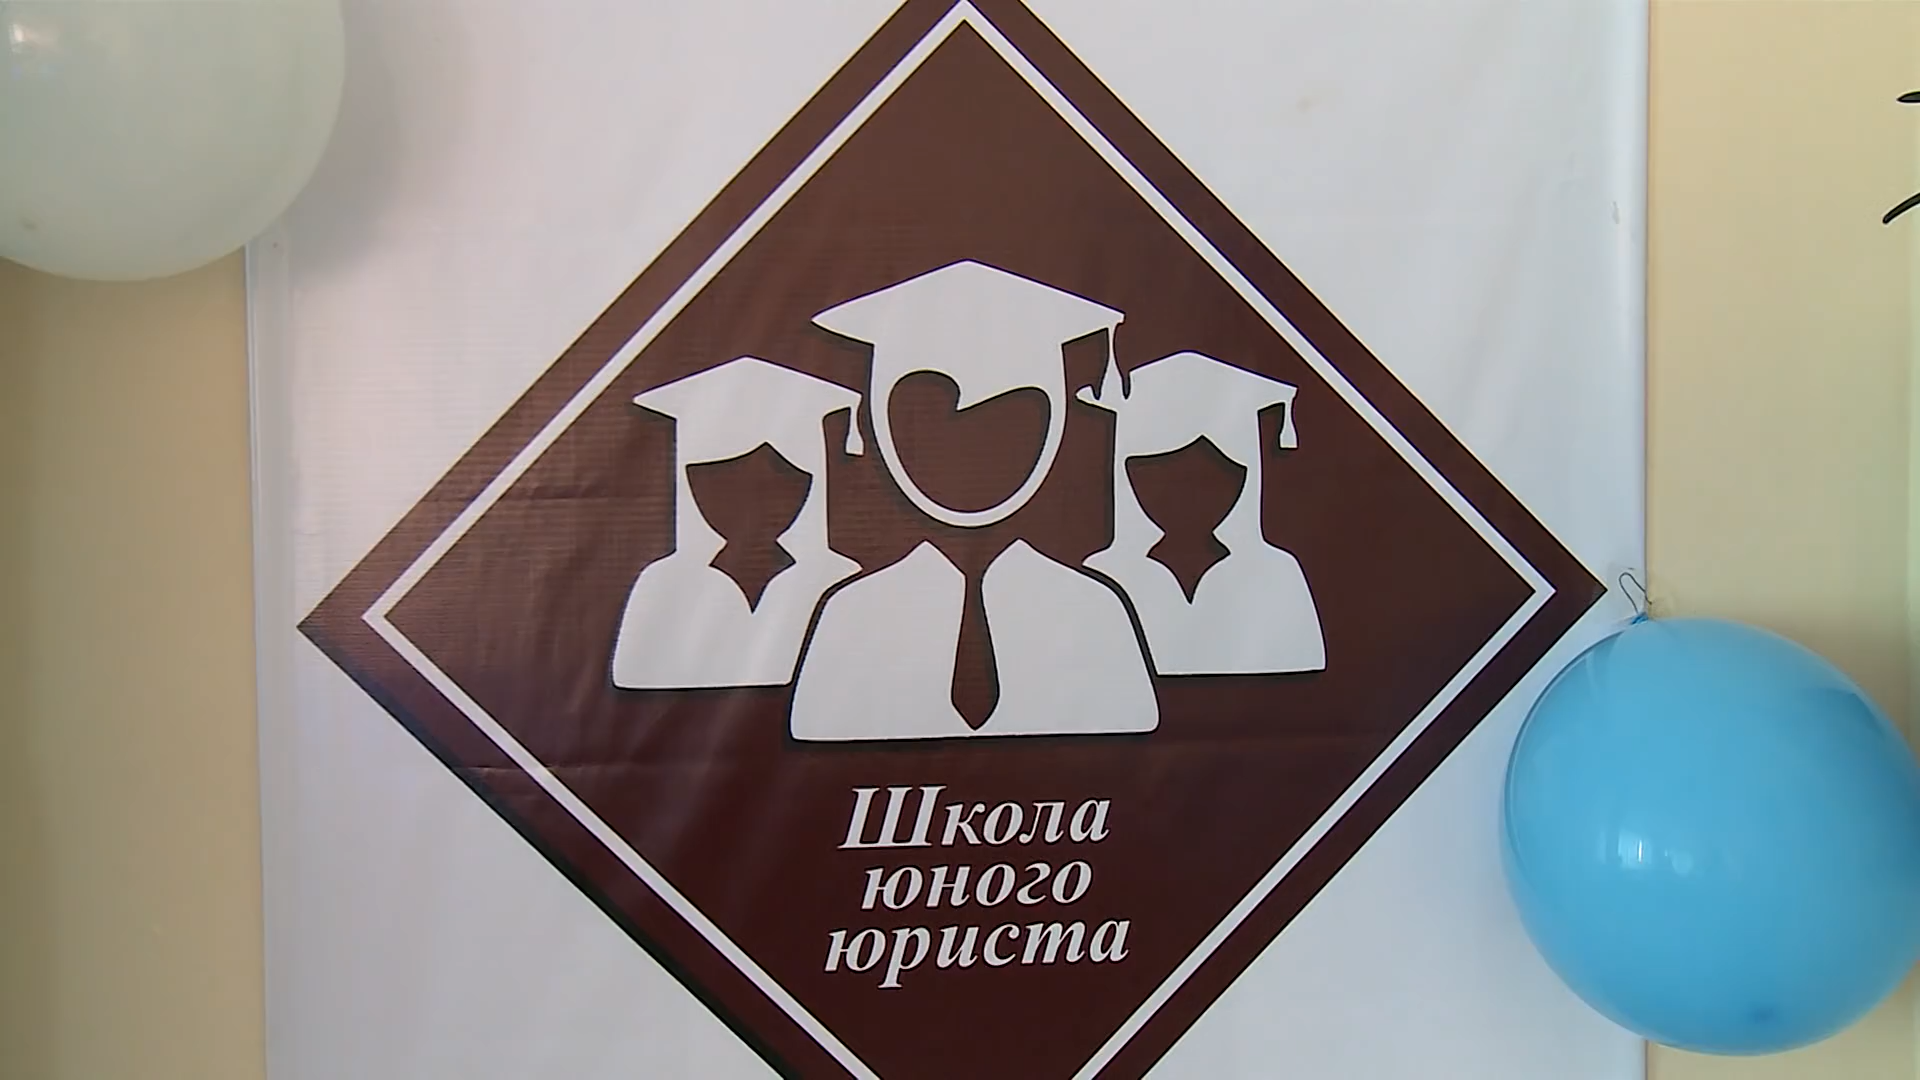 Школа
юного
юриста